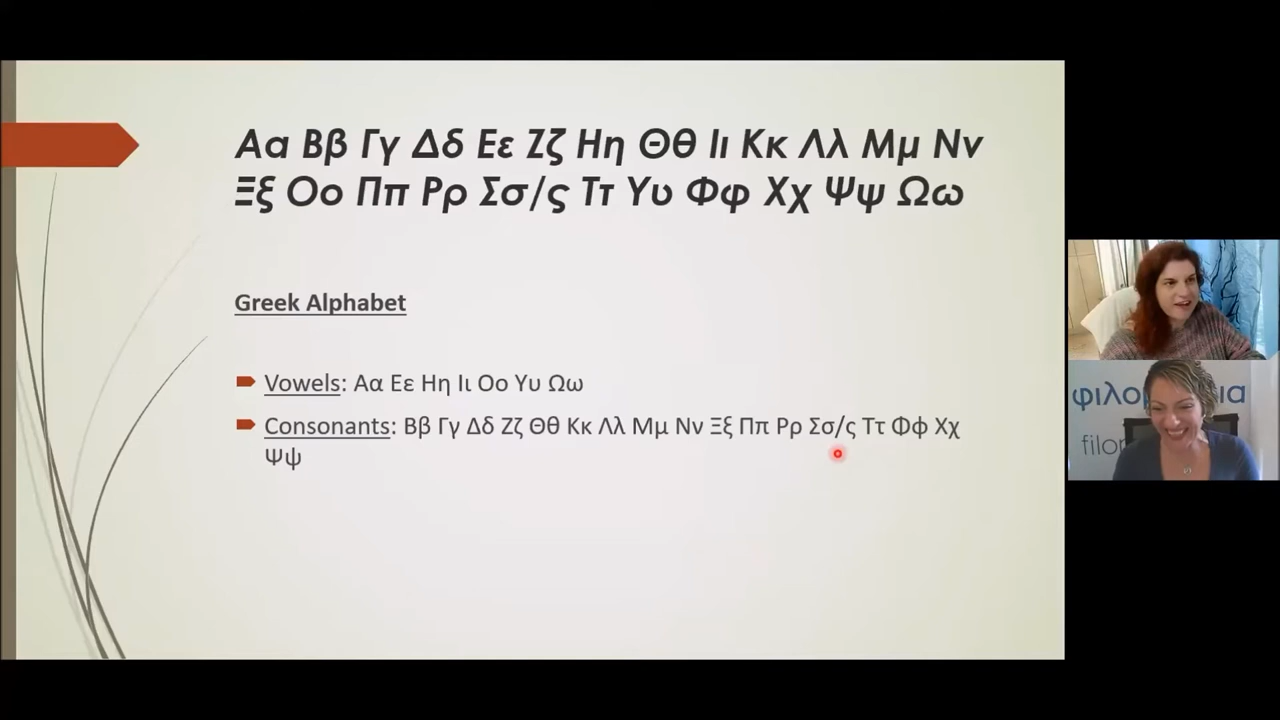 Αα Ββ Γγ Δδ Εε Ζζ Ηη Θθ Ιι Κκ Λλ Μμ Νν
Ξξ Οο Ππ Ρρ Σσ/ς Ττ Υυ Φφ Χχ Ψψ Ωω
Greek Alphabet
Vowels: Αα Εε Ηη Ιι Οο Υυ Ωω
Consonants: Ββ Γγ Δδ Ζζ Θθ Κκ Λλ Μμ Νν Ξξ Ππ Ρρ Σσ/ς Ττ Φφ Χχ
Ψψ